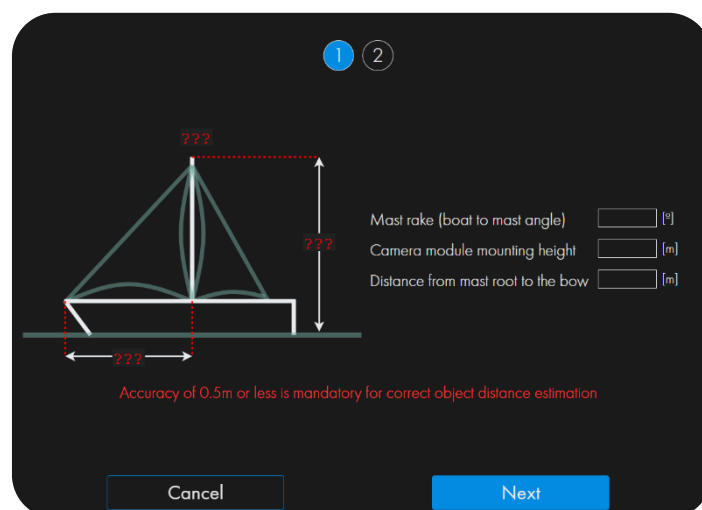 1 2
???
???
???
Mast rake (boat to mast angle) [º]
Camera module mounting height [m]
Distance from mast root to the bow [m]
Accuracy of 0.5m or less is mandatory for correct object distance estimation
Cancel Next